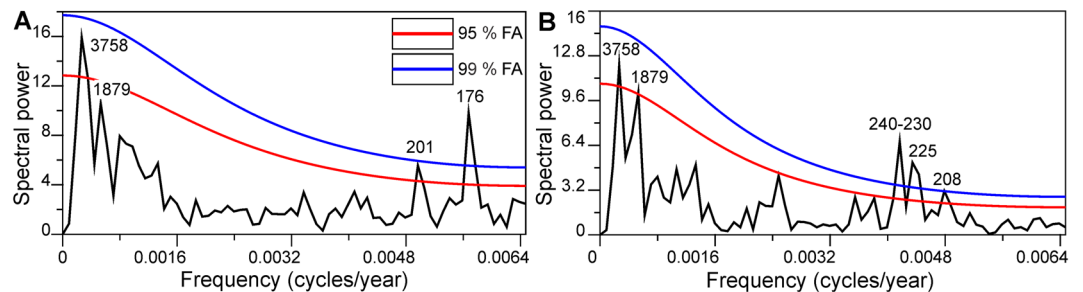 A
Spectral power
16
12
8
4
0
3758
1879
201
176
95 % FA
99 % FA
0 0.0016 0.0032 0.0048 0.0064
Frequency (cycles/year)
B
Spectral power
16
12.8
9.6
6.4
3.2
0
3758
1879
240-230
225
208
0 0.0016 0.0032 0.0048 0.0064
Frequency (cycles/year)